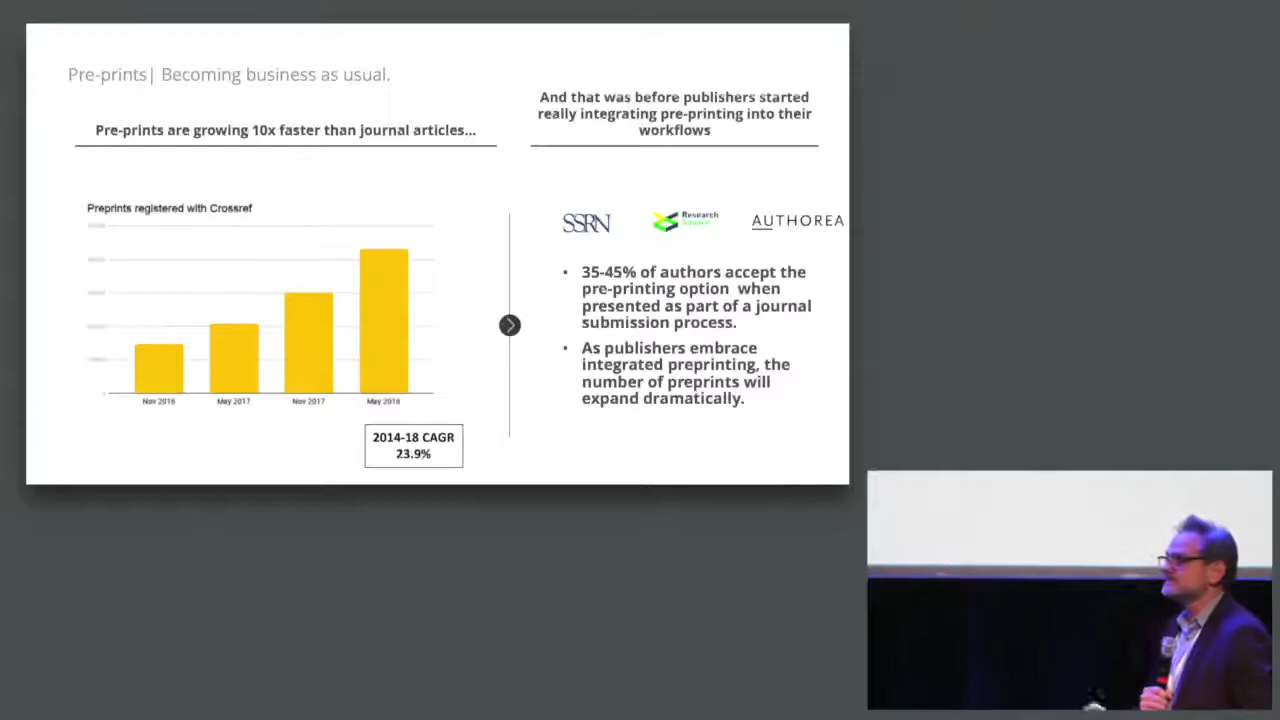 Pre-prints| Becoming business as usual.
Pre-prints are growing 10x faster than journal articles...
Preprints registered with Crossref
Nov 2016
May 2017
Nov 2017
May 2018
2014-18 CAGR
23.9%
And that was before publishers started
really integrating pre-printing into their
workflows
SSRN
Research
AUTHOREA
• 35-45% of authors accept the
pre-printing option when
presented as part of a journal
submission process.
• As publishers embrace
integrated preprinting, the
number of preprints will
expand dramatically.